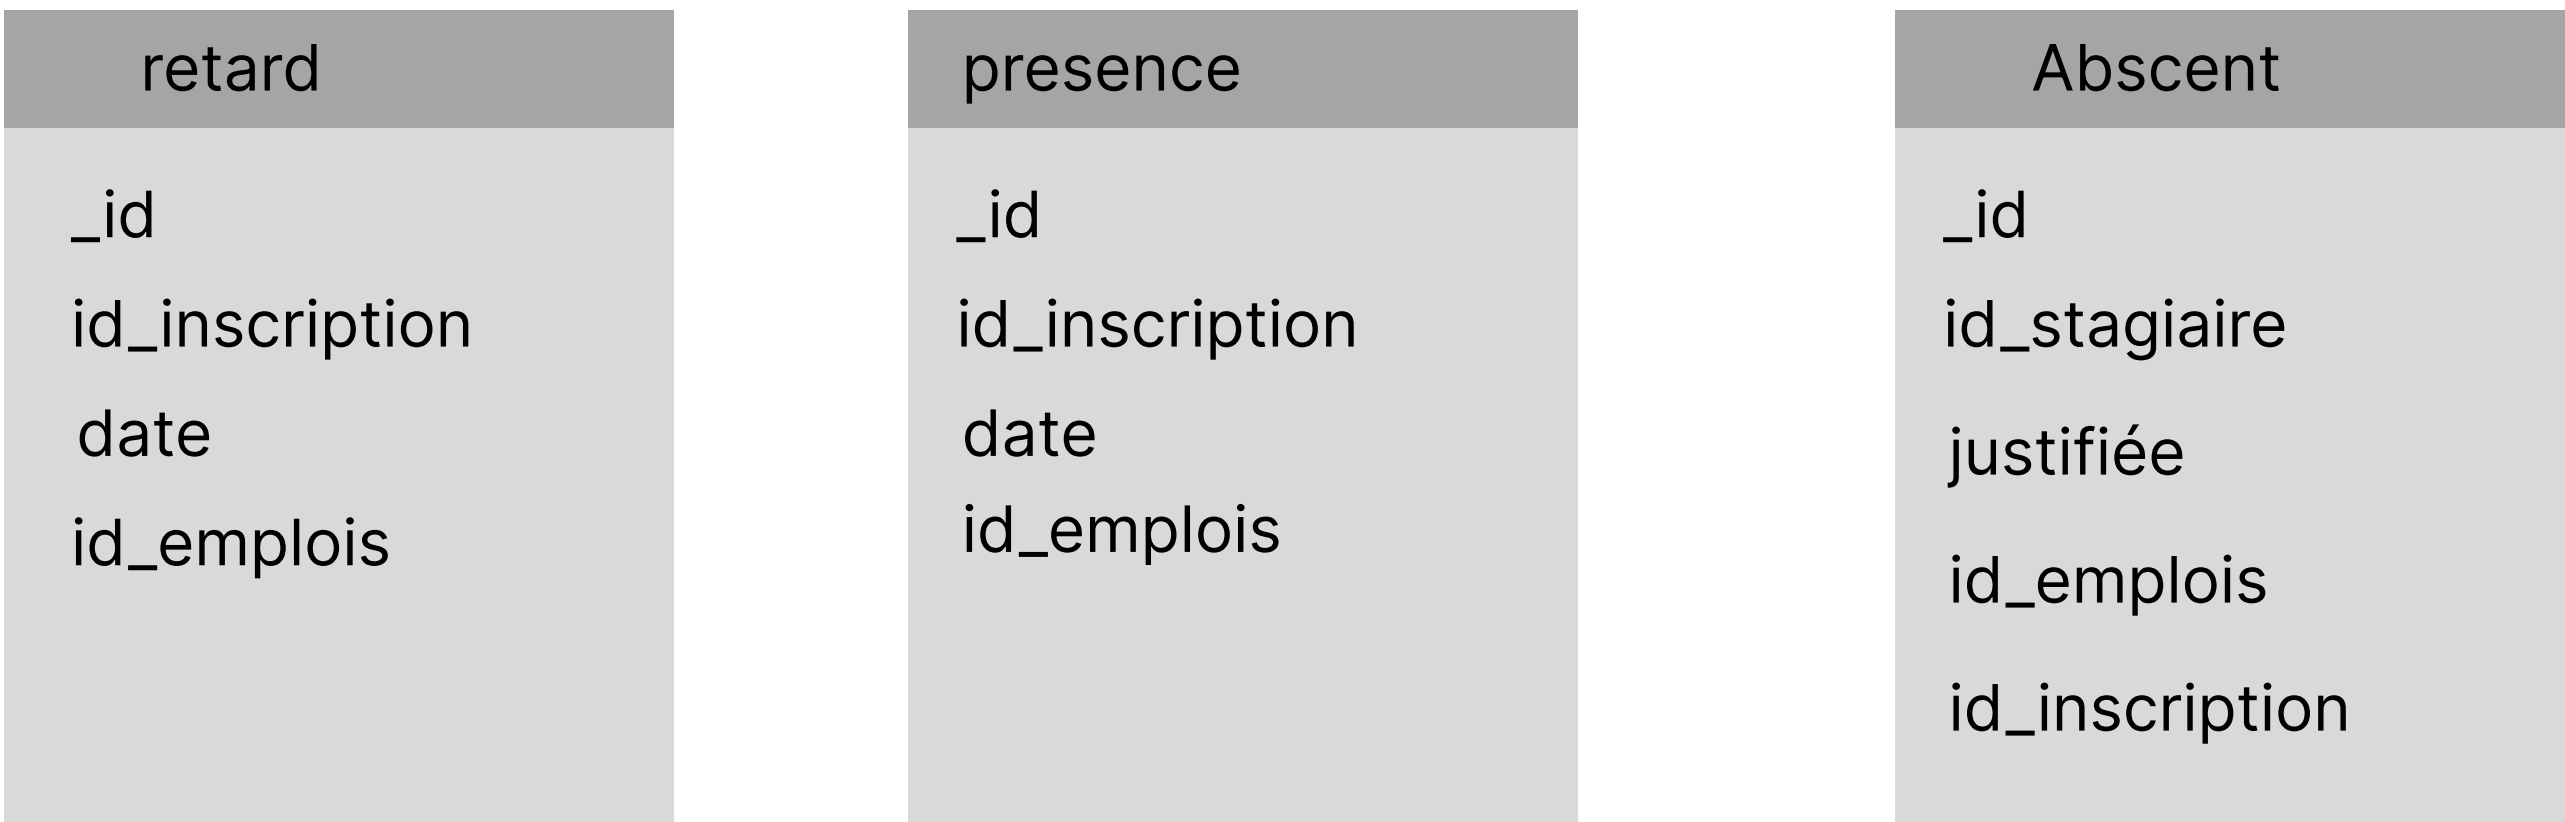 retard
_id
id_inscription
date
id_emplois
presence
_id
id_inscription
date
id_emplois
Abscent
_id
id_stagiaire
justifiée
id_emplois
id_inscription